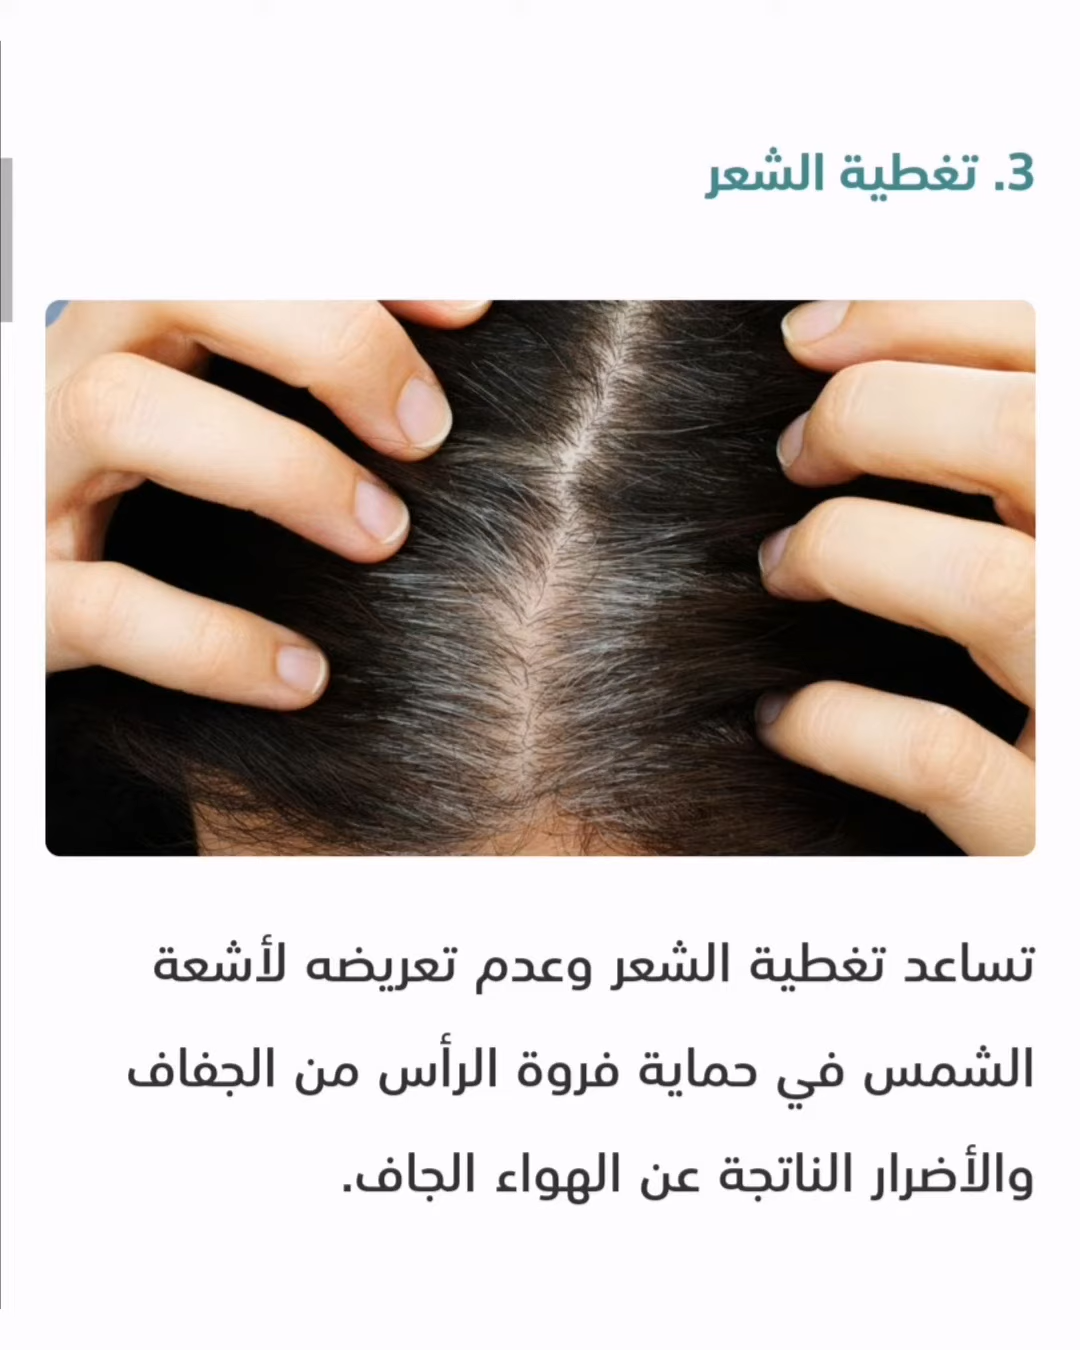 3. تغطية الشعر
تساعد تغطية الشعر وعدم تعريضه لأشعة
الشمس في حماية فروة الرأس من الجفاف
والأضرار الناتجة عن الهواء الجاف.